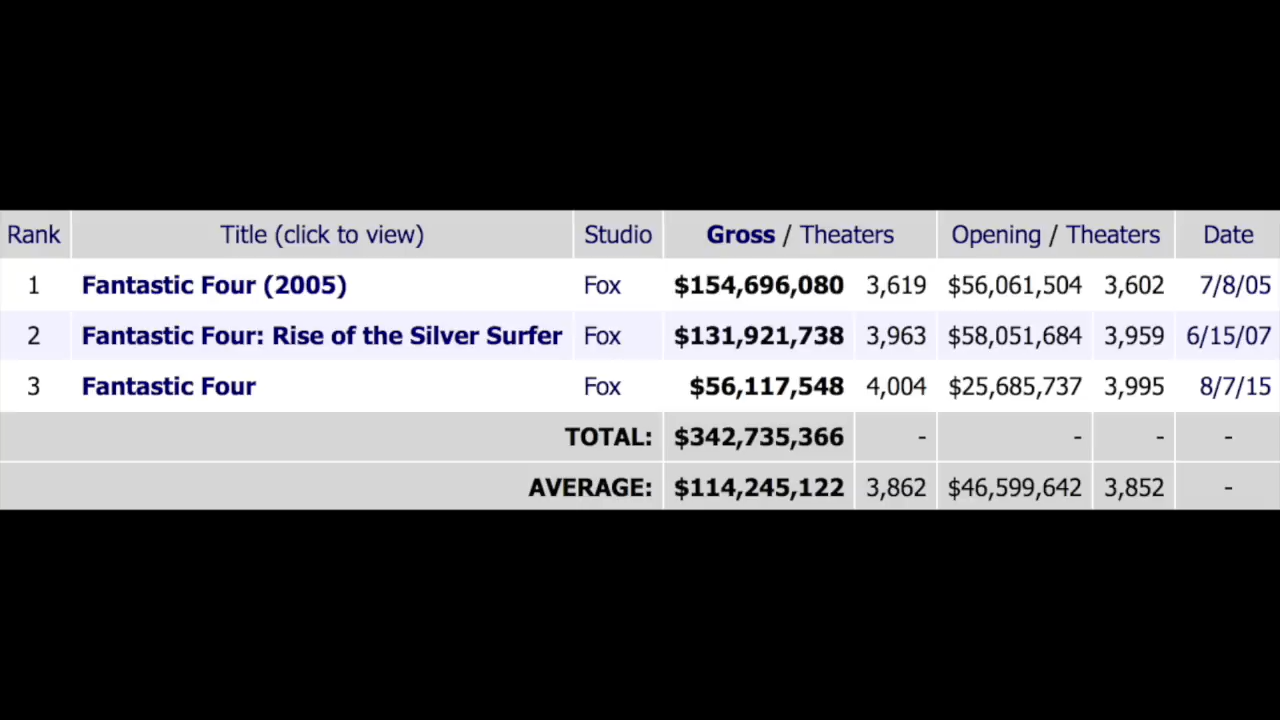 Rank Title (click to view) Studio Gross / Theaters Opening / Theaters Date
1 Fantastic Four (2005) Fox $154,696,080 3,619 $56,061,504 3,602 7/8/05
2 Fantastic Four: Rise of the Silver Surfer Fox $131,921,738 3,963 $58,051,684 3,959 6/15/07
3 Fantastic Four Fox $56,117,548 4,004 $25,685,737 3,995 8/7/15
TOTAL: $342,735,366 - - - -
AVERAGE: $114,245,122 3,862 $46,599,642 3,852 -